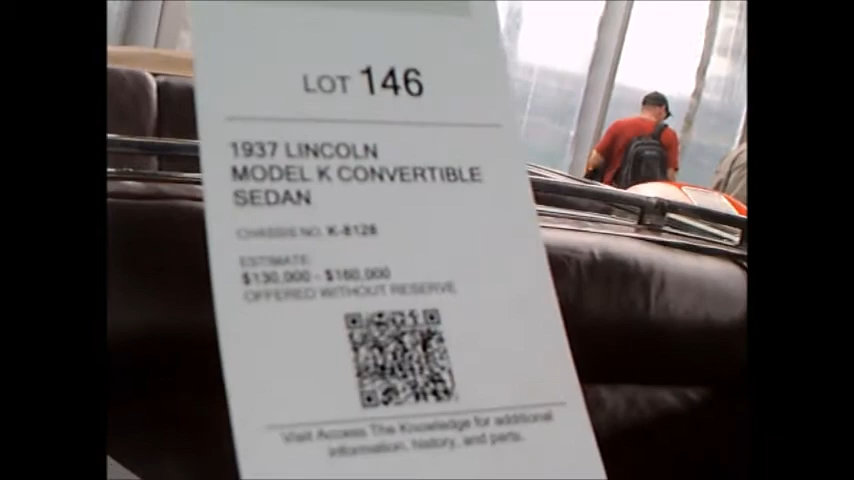 LOT 146
1937 LINCOLN
MODEL K CONVERTIBLE
SEDAN
CHASSIS NO. K-8128
ESTIMATE:
$130,000 - $160,000
OFFERED WITHOUT RESERVE
Visit Access The Knowledge for additional
information, history, and parts.